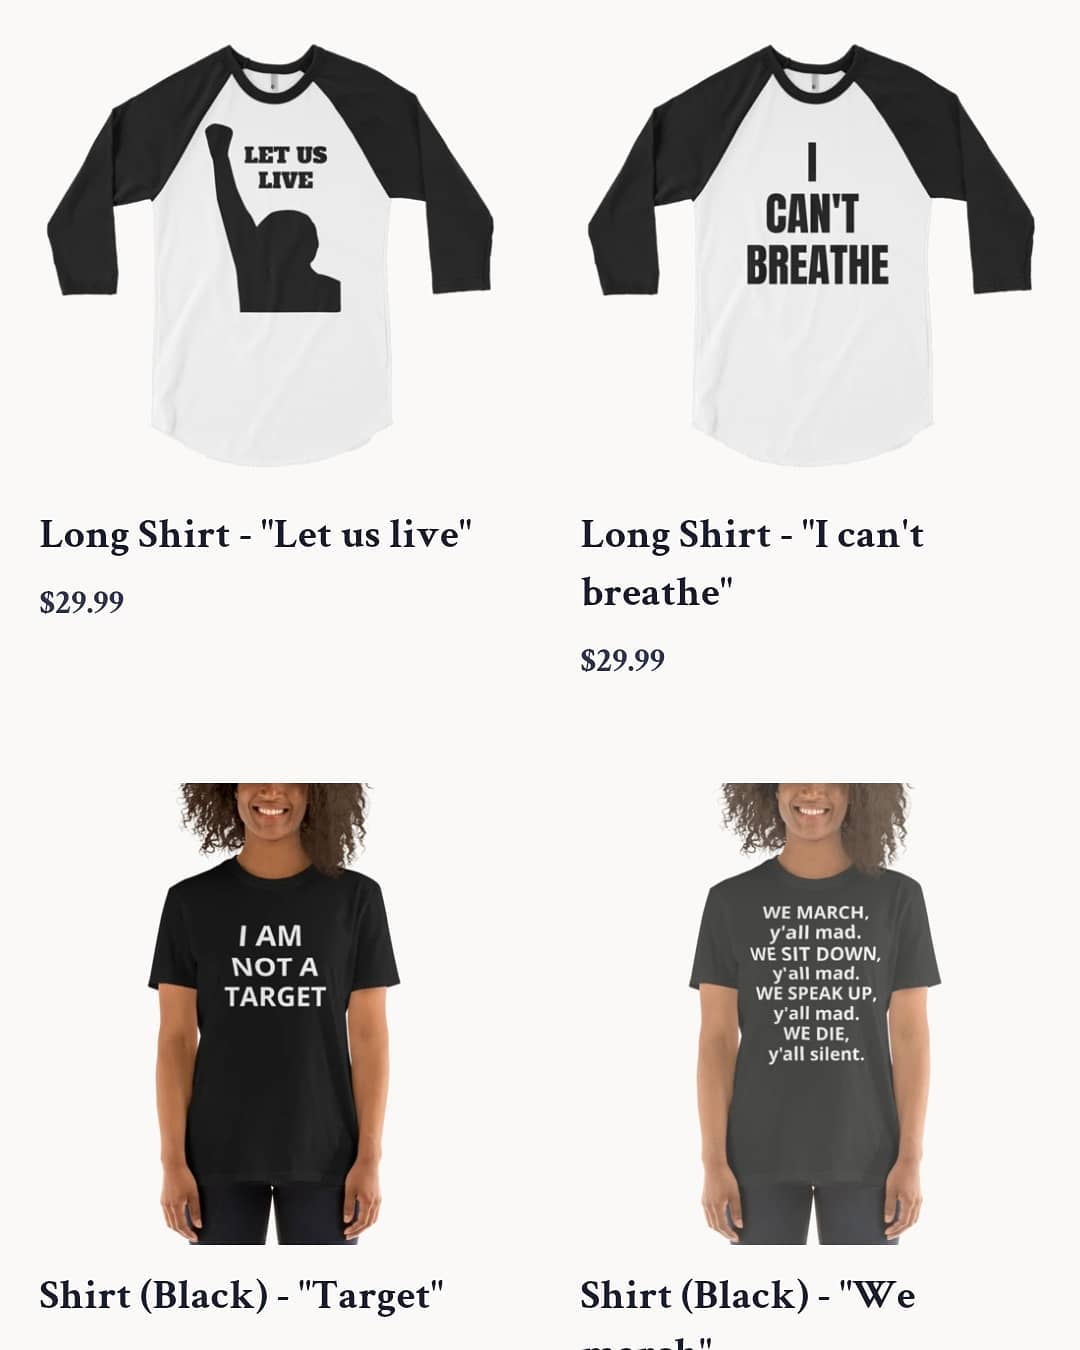 LET US
LIVE
I
CAN'T
BREATHE
Long Shirt - "Let us live"
$29.99
Long Shirt - "I can't
breathe"
$29.99
I AM
NOT A
TARGET
WE MARCH,
y'all mad.
WE SIT DOWN,
y'all mad.
WE SPEAK UP,
y'all mad.
WE DIE,
y'all silent.
Shirt (Black) - "Target"
Shirt (Black) - "We
march"